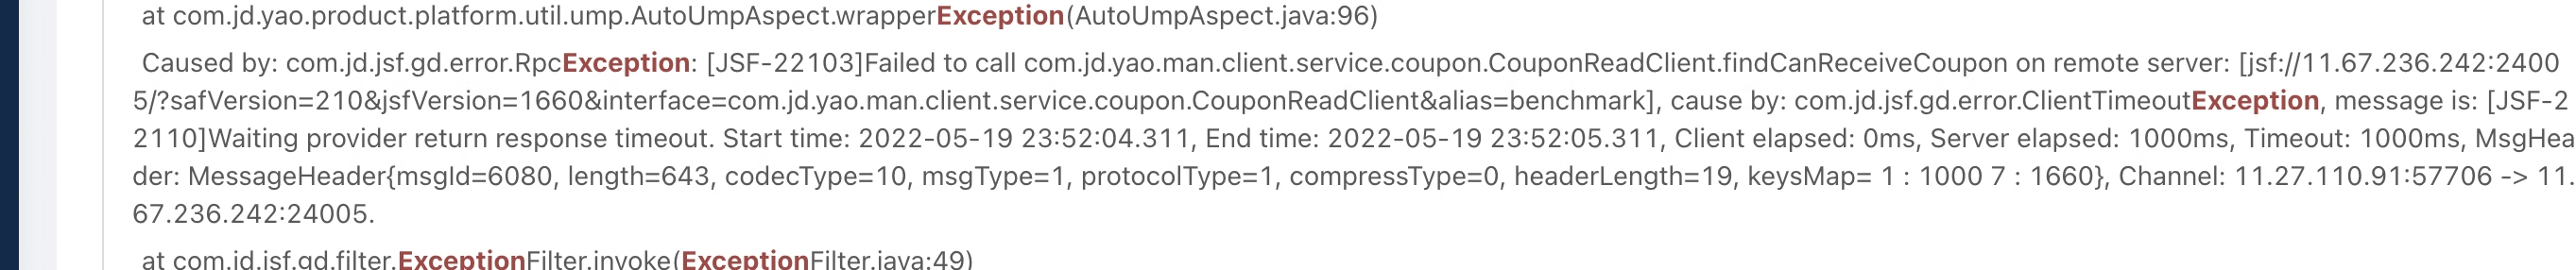 at com.jd.yao.product.platform.util.ump.AutoUmpAspect.wrapperException(AutoUmpAspect.java:96)
Caused by: com.jd.jsf.gd.error.RpcException: [JSF-22103]Failed to call com.jd.yao.man.client.service.coupon.CouponReadClient.findCanReceiveCoupon on remote server: [jsf://11.67.236.242:2400
5/?safVersion=210&jsfVersion=1660&interface=com.jd.yao.man.client.service.coupon.CouponReadClient&alias=benchmark], cause by: com.jd.jsf.gd.error.ClientTimeoutException, message is: [JSF-2
2110]Waiting provider return response timeout. Start time: 2022-05-19 23:52:04.311, End time: 2022-05-19 23:52:05.311, Client elapsed: 0ms, Server elapsed: 1000ms, Timeout: 1000ms, MsgHea
der: MessageHeader{msgId=6080, length=643, codecType=10, msgType=1, protocolType=1, compressType=0, headerLength=19, keysMap= 1 : 1000 7 : 1660}, Channel: 11.27.110.91:57706 -> 11.
67.236.242:24005.
at com.jd.jsf.gd.filter.ExceptionFilter.invoke(ExceptionFilter.java:49)